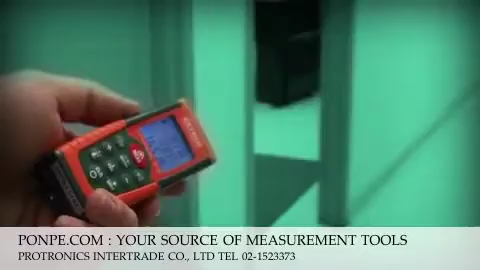 PONPE.COM : YOUR SOURCE OF MEASUREMENT TOOLS
PROTRONICS INTERTRADE CO., LTD TEL 02-1523373